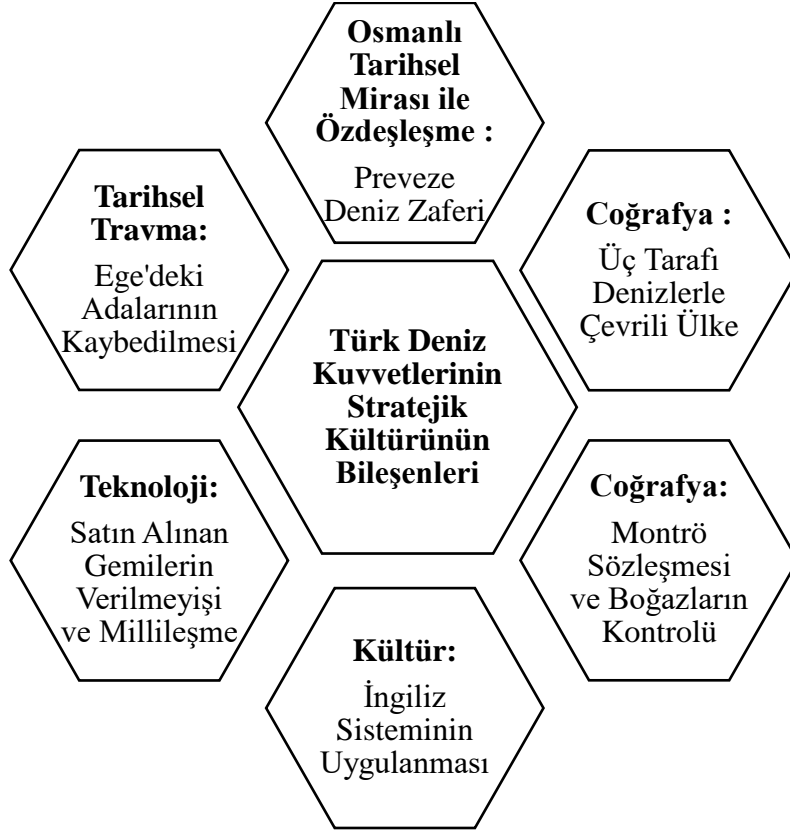 Osmanlı
Tarihsel
Mirası ile
Özdeşleşme :
Preveze
Deniz Zaferi
Tarihsel
Travma:
Ege'deki
Adalarının
Kaybedilmesi
Coğrafya :
Üç Tarafı
Denizlerle
Çevrili Ülke
Türk Deniz
Kuvvetlerinin
Stratejik
Kültürünün
Bileşenleri
Teknoloji:
Satın Alınan
Gemilerin
Verilmeyişi
ve Millileşme
Coğrafya:
Montrö
Sözleşmesi
ve Boğazların
Kontrolü
Kültür:
İngiliz
Sisteminin
Uygulanması